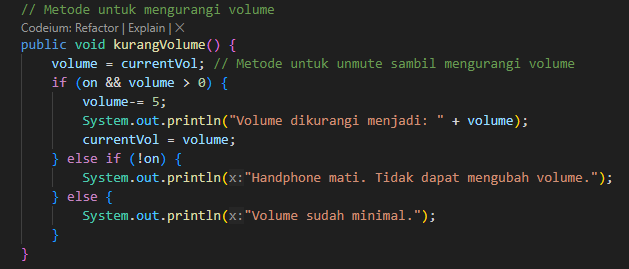 // Metode untuk mengurangi volume
Codeium: Refactor | Explain | ×
public void kurangVolume() {
volume = currentVol; // Metode untuk unmute sambil mengurangi volume
if (on && volume > 0) {
volume-= 5;
System.out.println("Volume dikurangi menjadi: " + volume);
currentVol = volume;
} else if (!on) {
System.out.println(x:"Handphone mati. Tidak dapat mengubah volume.");
} else {
System.out.println(x:"Volume sudah minimal.");
}
}